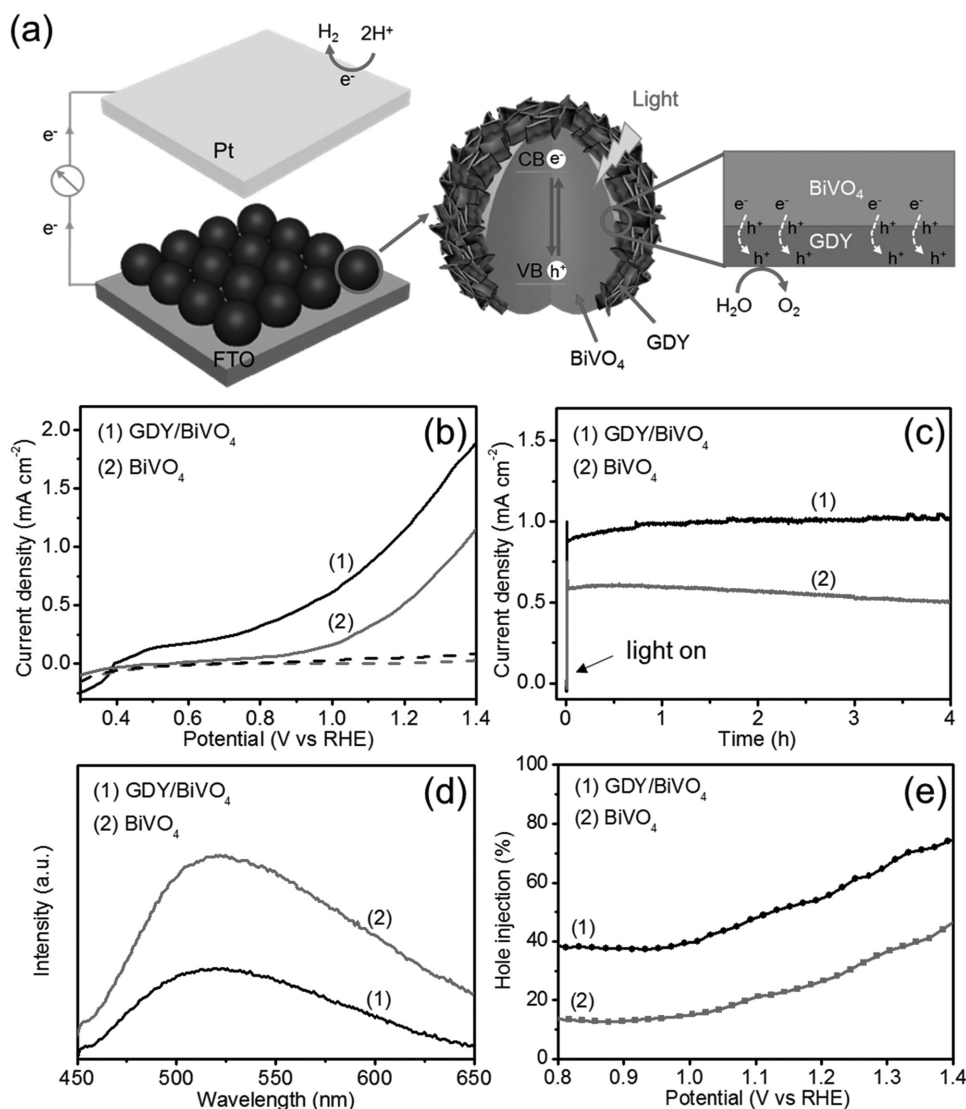 (a)
H₂ 2H⁺
e⁻
Pt
e⁻
e⁻
FTO
Light
CB e⁻
VB h⁺
BiVO₄
GDY
BiVO₄
e⁻ e⁻ e⁻ e⁻
h⁺ h⁺ h⁺ h⁺
GDY
h⁺ h⁺ h⁺ h⁺
H₂O O₂
(b)
(1) GDY/BiVO₄
(2) BiVO₄
(1)
(2)
2.0
1.5
1.0
0.5
0.0
0.4 0.6 0.8 1.0 1.2 1.4
Current density (mA cm⁻²)
Potential (V vs RHE)
(c)
(1) GDY/BiVO₄
(2) BiVO₄
(1)
(2)
light on
1.5
1.0
0.5
0.0
0 1 2 3 4
Current density (mA cm⁻²)
Time (h)
(d)
(1) GDY/BiVO₄
(2) BiVO₄
(2)
(1)
450 500 550 600 650
Intensity (a.u.)
Wavelength (nm)
(e)
(1) GDY/BiVO₄
(2) BiVO₄
(1)
(2)
100
80
60
40
20
0
0.8 0.9 1.0 1.1 1.2 1.3 1.4
Hole injection (%)
Potential (V vs RHE)